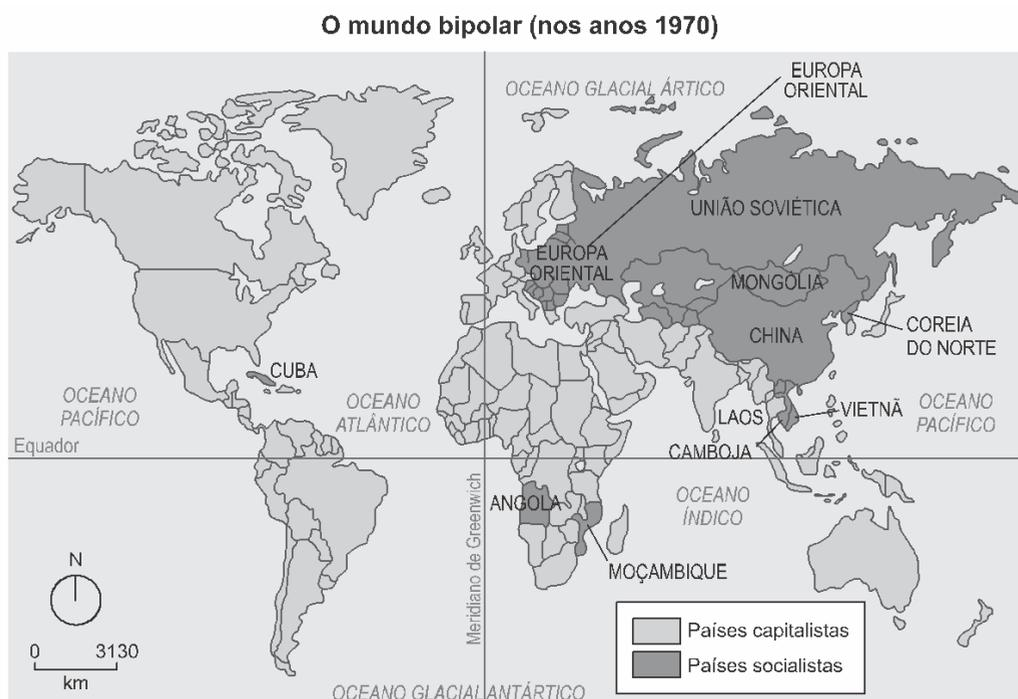 O mundo bipolar (nos anos 1970)
OCEANO GLACIAL ÁRTICO
EUROPA
ORIENTAL
UNIÃO SOVIÉTICA
EUROPA
ORIENTAL
MONGÓLIA
CHINA
COREIA
DO NORTE
CUBA
OCEANO
PACÍFICO
OCEANO
ATLÂNTICO
LAOS
VIETNÃ
OCEANO
PACÍFICO
CAMBOJA
Equador
ANGOLA
OCEANO
ÍNDICO
Meridiano de Greenwich
MOÇAMBIQUE
N
0 3130
km
Países capitalistas
Países socialistas
OCEANO GLACIAL ANTÁRTICO